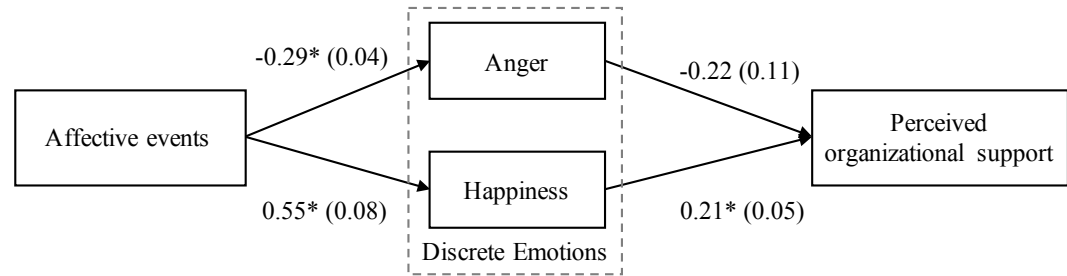 -0.29* (0.04)
Anger
-0.22 (0.11)
Affective events
Perceived
organizational support
Happiness
0.55* (0.08)
0.21* (0.05)
Discrete Emotions